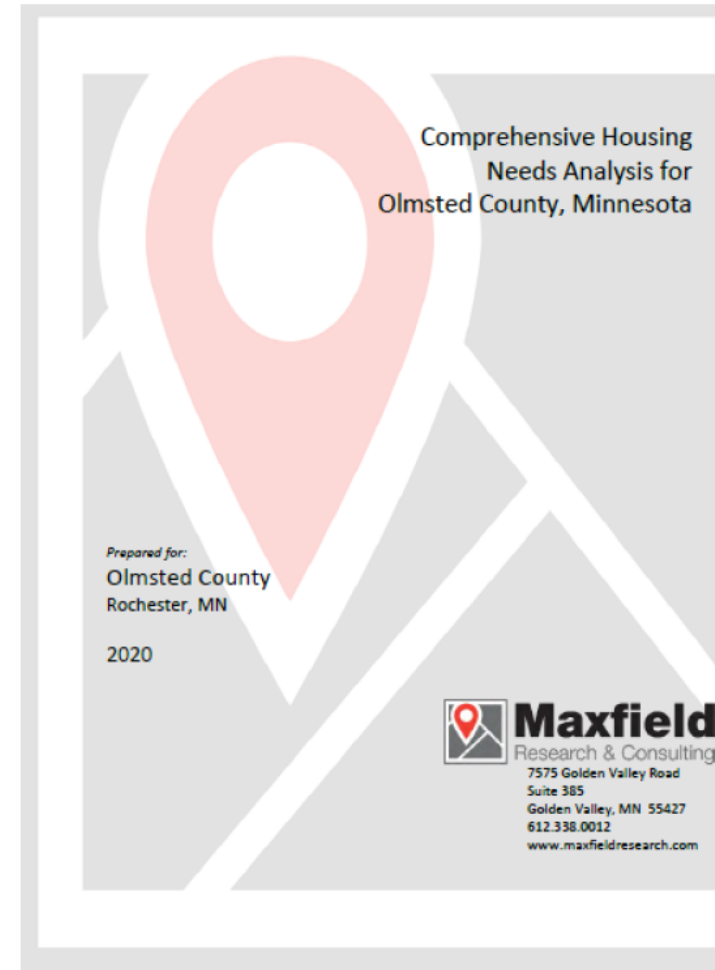 Comprehensive Housing
Needs Analysis for
Olmsted County, Minnesota
Prepared for:
Olmsted County
Rochester, MN
2020
Maxfield
Research & Consulting
7575 Golden Valley Road
Suite 385
Golden Valley, MN 55427
612.338.0012
www.maxfieldresearch.com